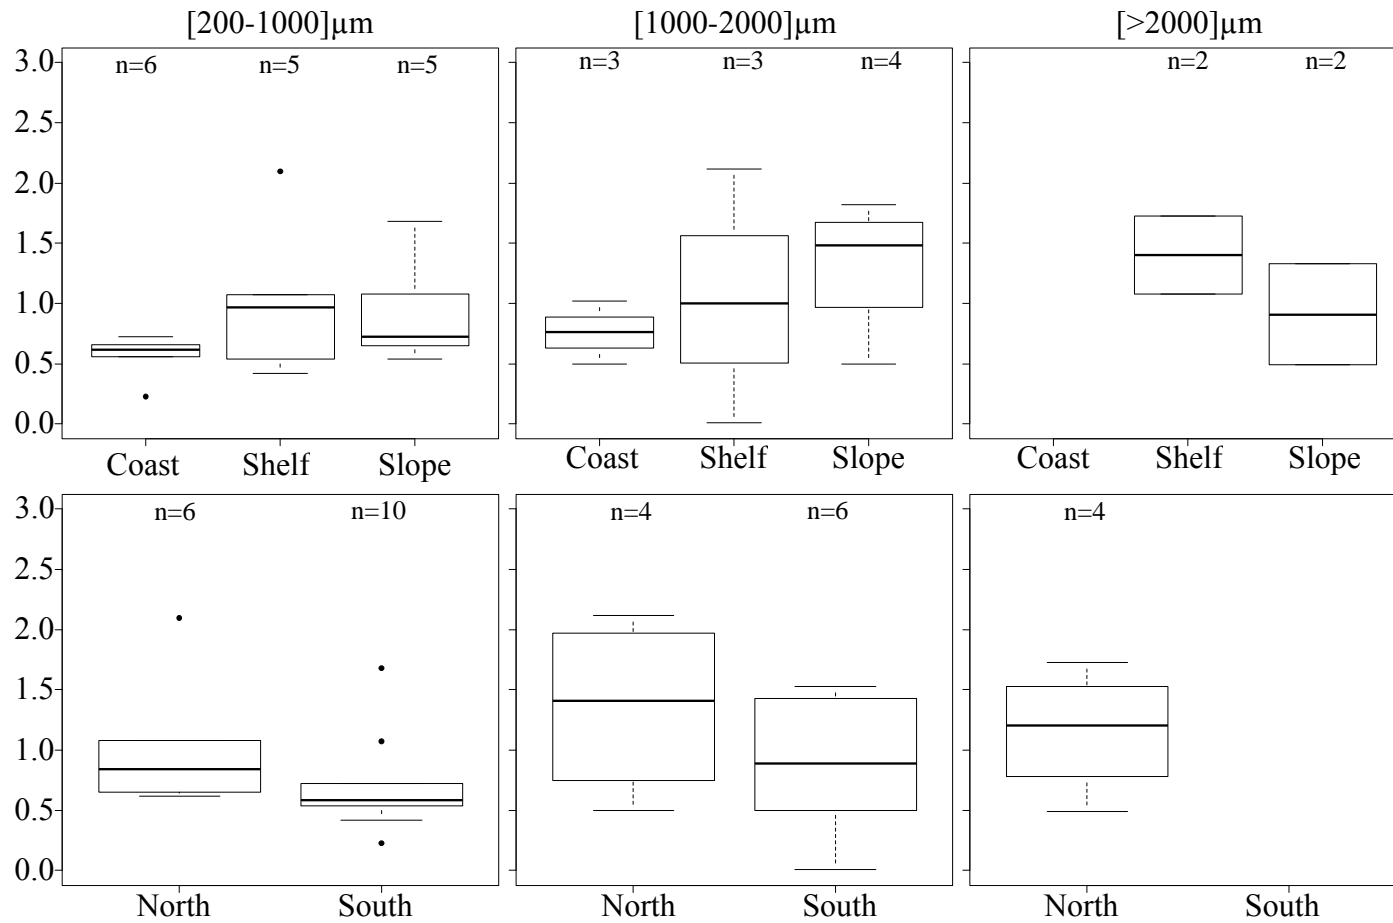 [200-1000]µm [1000-2000]µm [>2000]µm
3.0 n=6 n=5 n=5 n=3 n=3 n=4 n=2 n=2
2.5
2.0
1.5
1.0
0.5
0.0
Coast Shelf Slope Coast Shelf Slope Coast Shelf Slope
3.0 n=6 n=10 n=4 n=6 n=4
2.5
2.0
1.5
1.0
0.5
0.0
North South North South North South